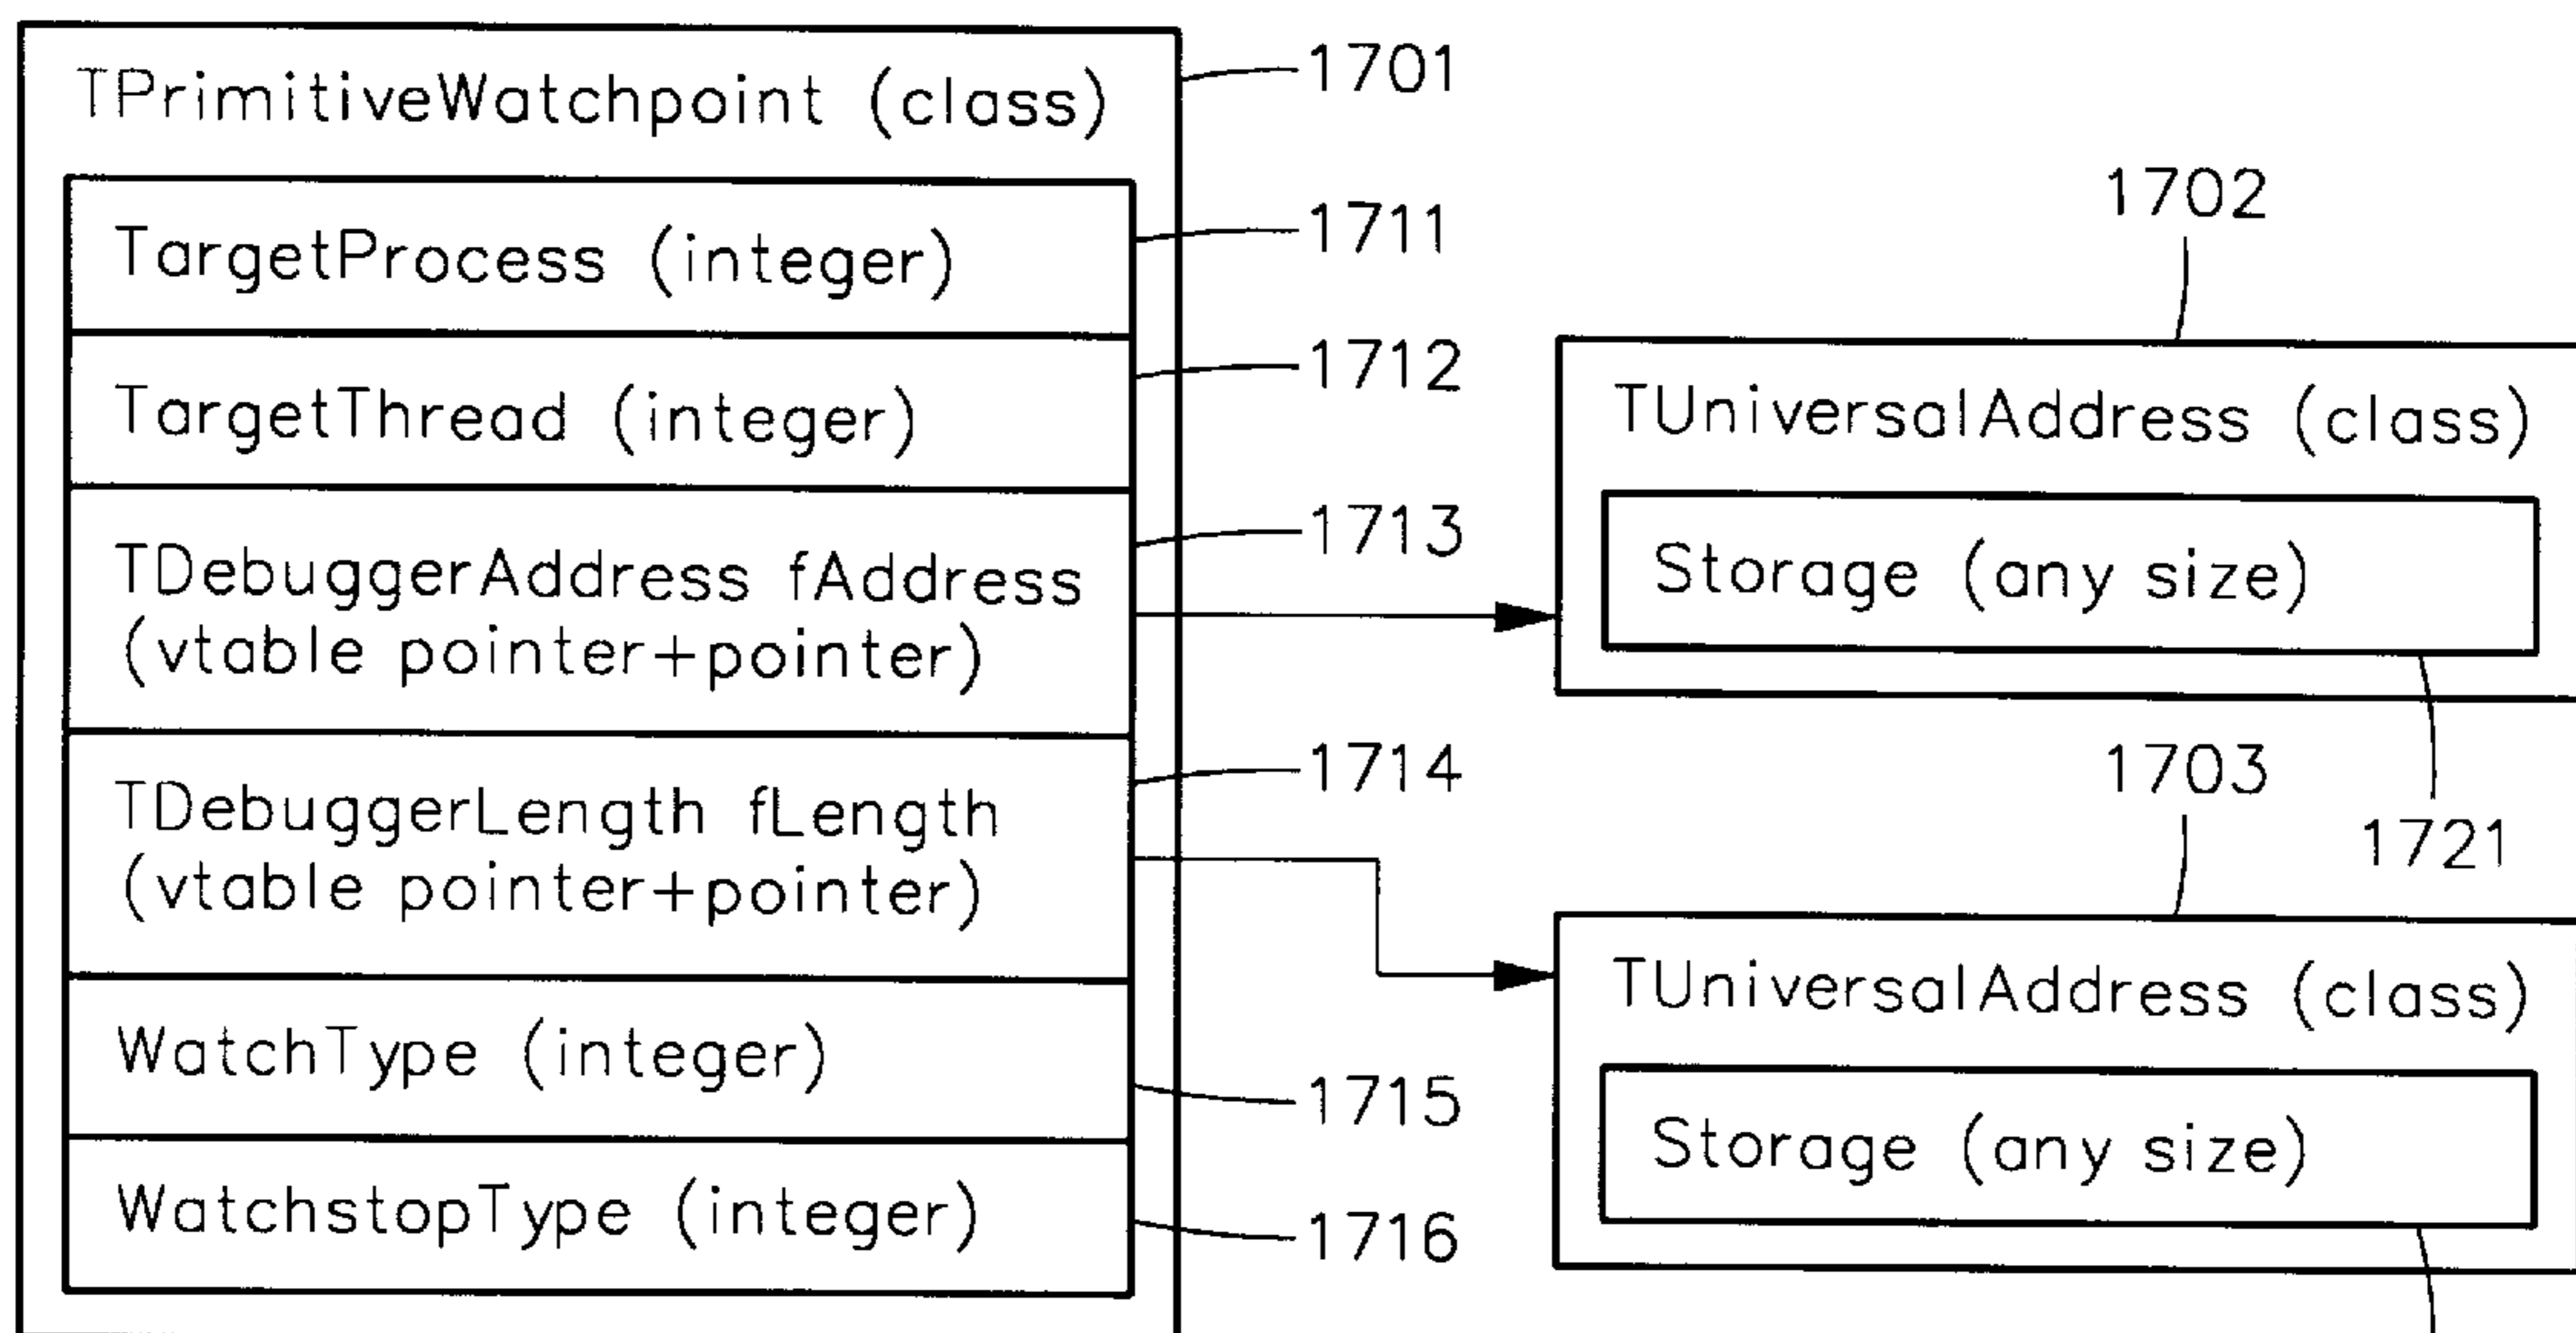 TPrimitiveWatchpoint (class)
1701
TargetProcess (integer)
1711
TargetThread (integer)
1712
TDebuggerAddress fAddress
(vtable pointer+pointer)
1713
TDebuggerLength fLength
(vtable pointer+pointer)
1714
WatchType (integer)
1715
WatchstopType (integer)
1716
1702
TUniversalAddress (class)
Storage (any size)
1721
1703
TUniversalAddress (class)
Storage (any size)